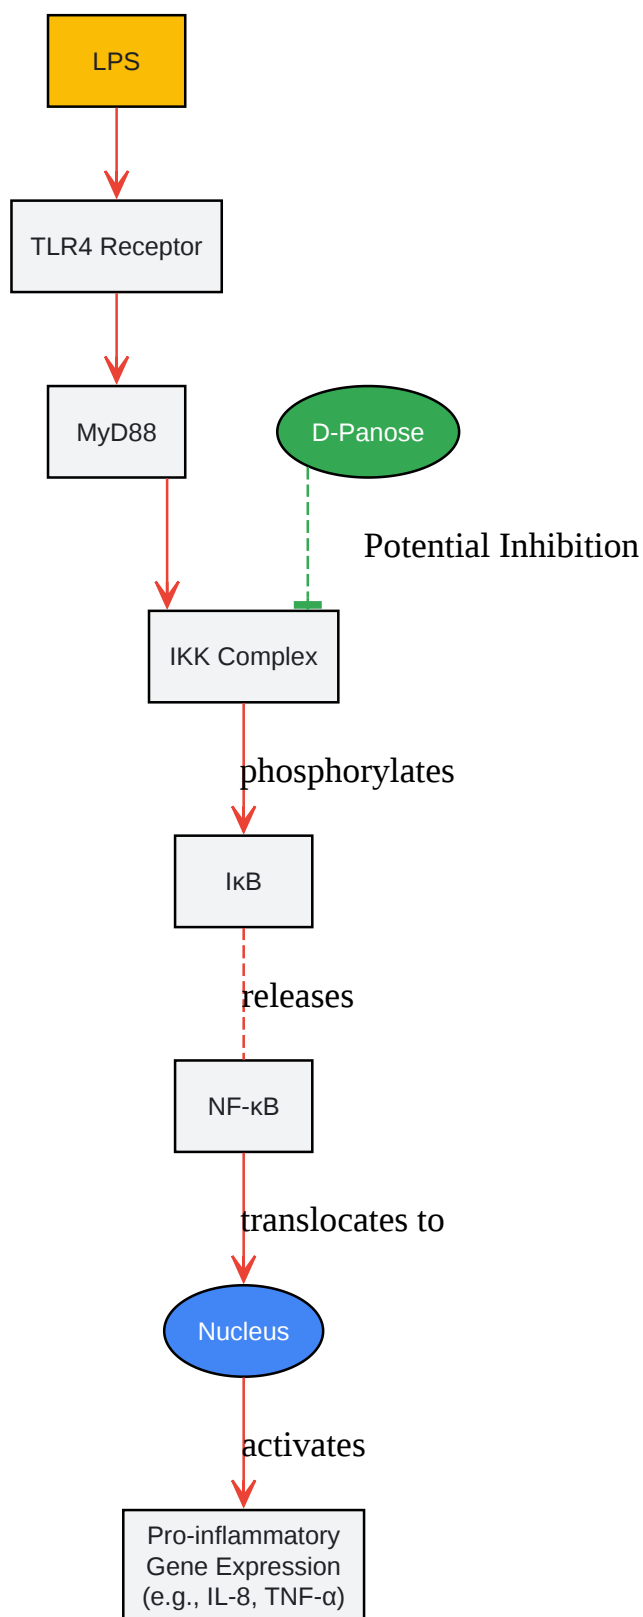 LPS
TLR4 Receptor
MyD88
D-Panose
Potential Inhibition
IKK Complex
phosphorylates
IκB
releases
NF-κB
translocates to
Nucleus
activates
Pro-inflammatory
Gene Expression
(e.g., IL-8, TNF-α)